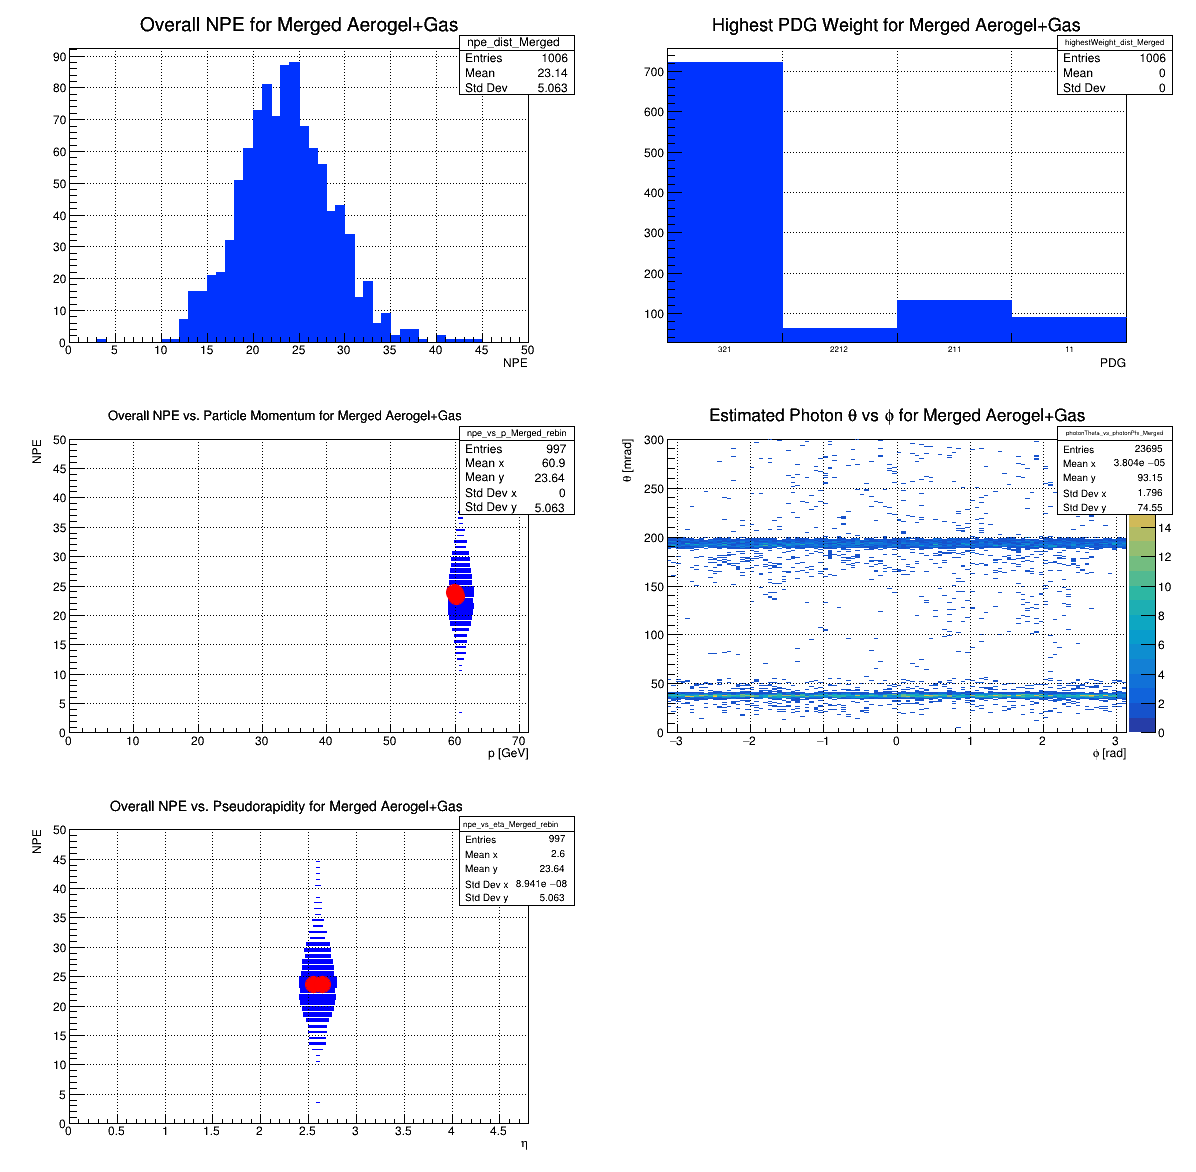 Overall NPE for Merged Aerogel+Gas
npe_dist_Merged
Entries 1006
Mean 23.14
Std Dev 5.063
90
80
70
60
50
40
30
20
10
0
0 5 10 15 20 25 30 35 40 45 50
NPE
Highest PDG Weight for Merged Aerogel+Gas
highestWeight_dist_Merged
Entries 1006
Mean 0
Std Dev 0
700
600
500
400
300
200
100
321 2212 211 11
PDG
Overall NPE vs. Particle Momentum for Merged Aerogel+Gas
npe_vs_p_Merged_rebin
Entries 997
Mean x 60.9
Mean y 23.64
Std Dev x 0
Std Dev y 5.063
NPE
50
45
40
35
30
25
20
15
10
5
0
0 10 20 30 40 50 60 70
p [GeV]
Estimated Photon θ vs ϕ for Merged Aerogel+Gas
photonTheta_vs_photonPhi_Merged
Entries 23695
Mean x 3.804e −05
Mean y 93.15
Std Dev x 1.796
Std Dev y 74.55
θ [mrad]
300
250
200
150
100
50
0
−3 −2 −1 0 1 2 3
ϕ [rad]
14
12
10
8
6
4
2
0
Overall NPE vs. Pseudorapidity for Merged Aerogel+Gas
npe_vs_eta_Merged_rebin
Entries 997
Mean x 2.6
Mean y 23.64
Std Dev x 8.941e −08
Std Dev y 5.063
NPE
50
45
40
35
30
25
20
15
10
5
0
0 0.5 1 1.5 2 2.5 3 3.5 4 4.5
η